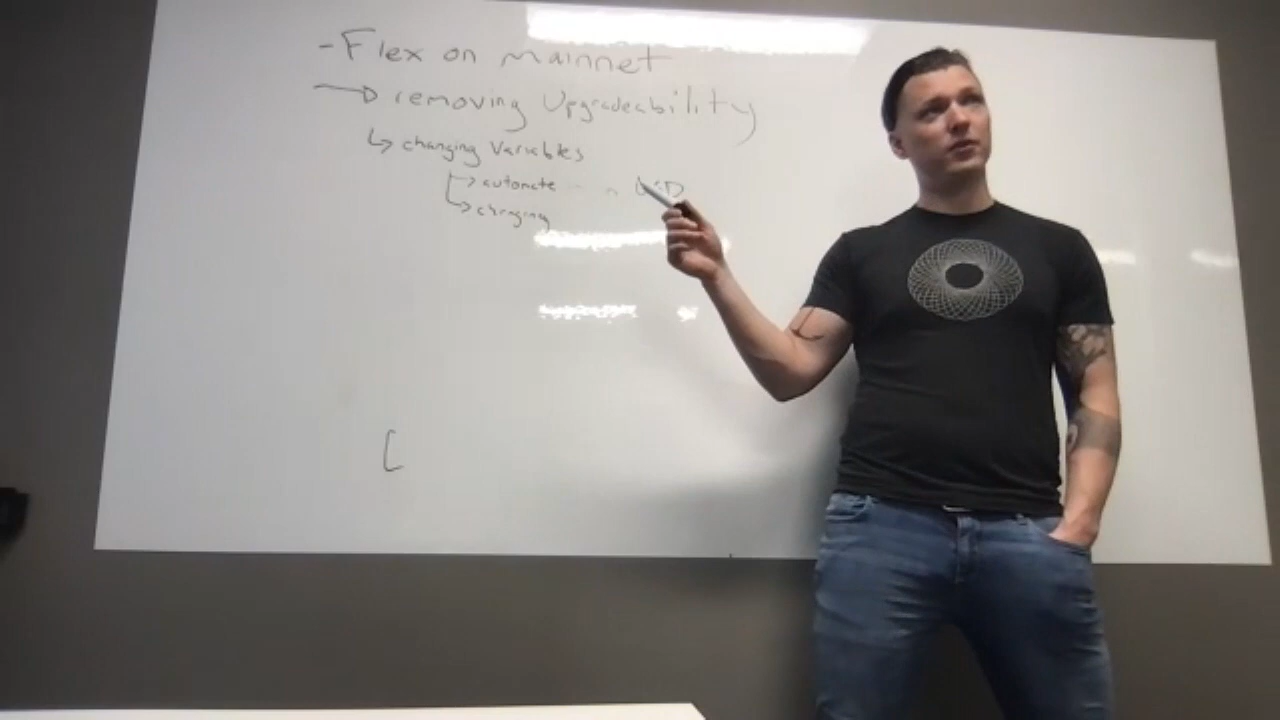 - Flex on mainnet
→ removing Upgradeability
↳ changing Variables
→ automate
↳ changing